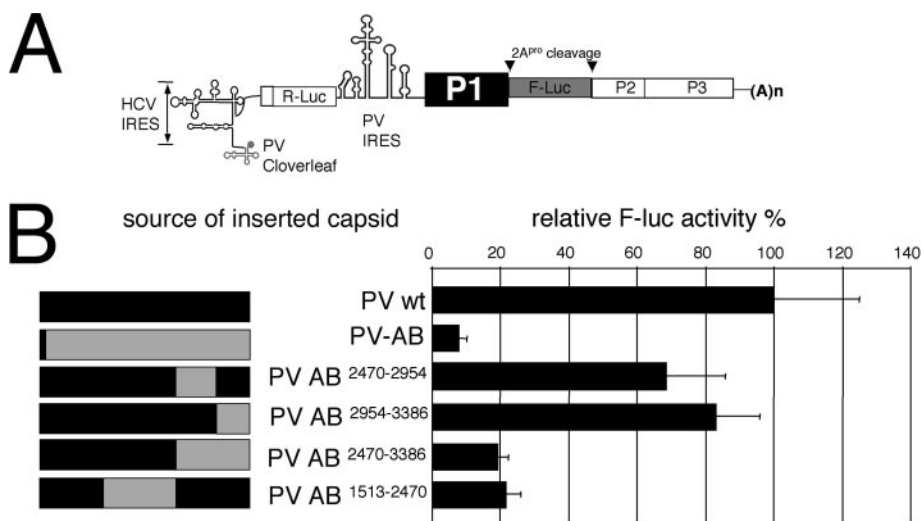 A
HCV
IRES
PV
Cloverleaf
R-Luc
PV
IRES
P1
2Apro cleavage
F-Luc
P2
P3
(A)n
B
source of inserted capsid
relative F-luc activity %
0 20 40 60 80 100 120 140
PV wt
PV-AB
PV AB 2470-2954
PV AB 2954-3386
PV AB 2470-3386
PV AB 1513-2470